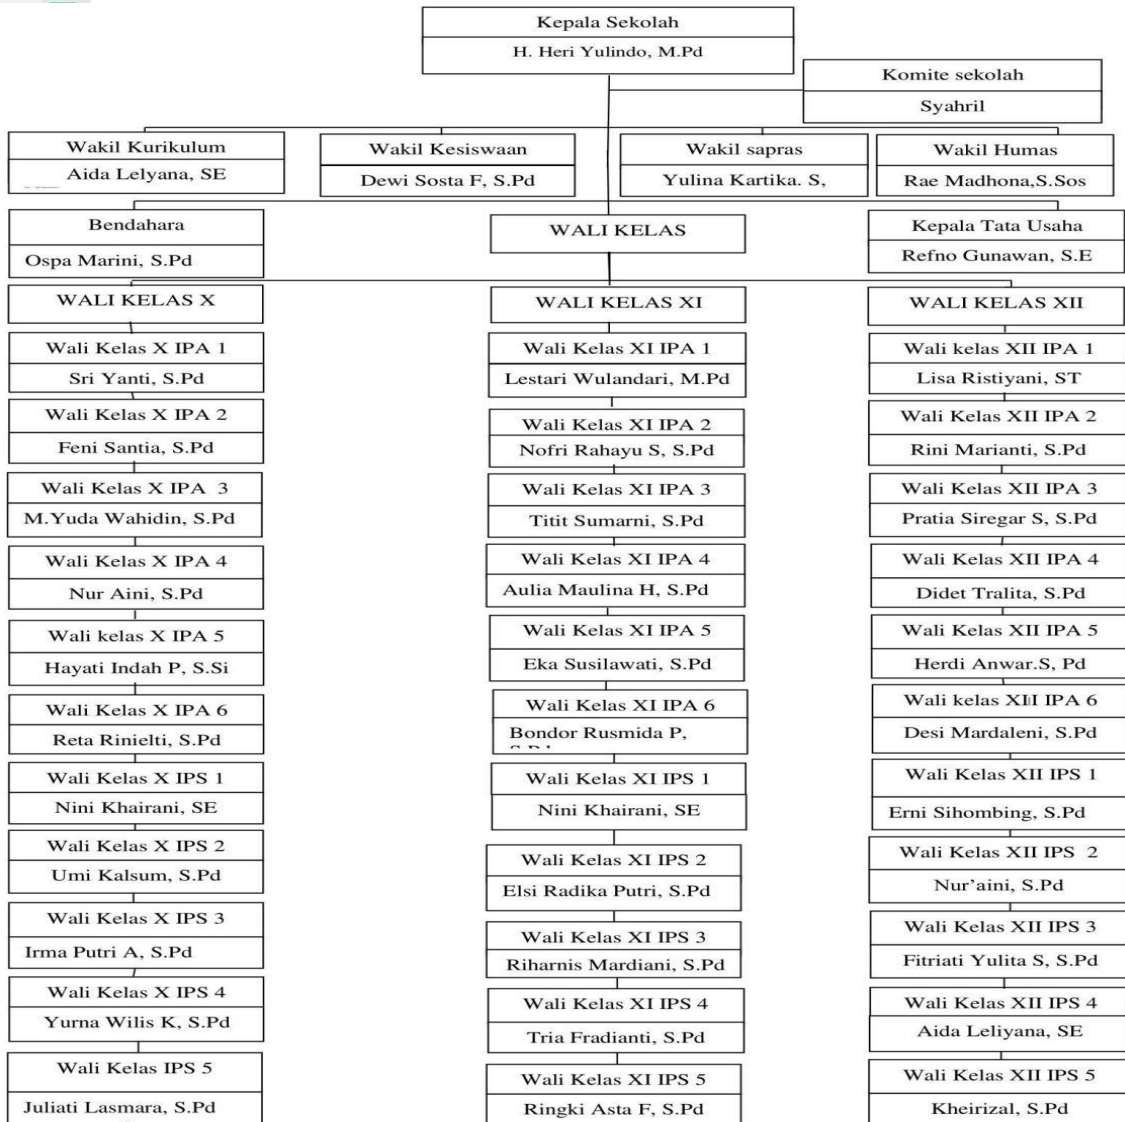 Kepala Sekolah
H. Heri Yulindo, M.Pd
Komite sekolah
Syahril
Wakil Kurikulum
Aida Lelyana, SE
Wakil Kesiswaan
Dewi Sosta F, S.Pd
Wakil sapras
Yulina Kartika. S,
Wakil Humas
Rae Madhona,S.Sos
Bendahara
Ospa Marini, S.Pd
WALI KELAS
Kepala Tata Usaha
Refno Gunawan, S.E
WALI KELAS X
Wali Kelas X IPA 1
Sri Yanti, S.Pd
Wali Kelas X IPA 2
Feni Santia, S.Pd
Wali Kelas X IPA 3
M.Yuda Wahidin, S.Pd
Wali Kelas X IPA 4
Nur Aini, S.Pd
Wali kelas X IPA 5
Hayati Indah P, S.Si
Wali Kelas X IPA 6
Reta Rinielti, S.Pd
Wali Kelas X IPS 1
Nini Khairani, SE
Wali Kelas X IPS 2
Umi Kalsum, S.Pd
Wali Kelas X IPS 3
Irma Putri A, S.Pd
Wali Kelas X IPS 4
Yurna Wilis K, S.Pd
Wali Kelas IPS 5
Juliati Lasmara, S.Pd
WALI KELAS XI
Wali Kelas XI IPA 1
Lestari Wulandari, M.Pd
Wali Kelas XI IPA 2
Nofri Rahayu S, S.Pd
Wali Kelas XI IPA 3
Titit Sumarni, S.Pd
Wali Kelas XI IPA 4
Aulia Maulina H, S.Pd
Wali Kelas XI IPA 5
Eka Susilawati, S.Pd
Wali Kelas XI IPA 6
Bondor Rusmida P,
Wali Kelas XI IPS 1
Nini Khairani, SE
Wali Kelas XI IPS 2
Elsi Radika Putri, S.Pd
Wali Kelas XI IPS 3
Riharnis Mardiani, S.Pd
Wali Kelas XI IPS 4
Tria Fradianti, S.Pd
Wali Kelas XI IPS 5
Ringki Asta F, S.Pd
WALI KELAS XII
Wali kelas XII IPA 1
Lisa Ristiyani, ST
Wali Kelas XII IPA 2
Rini Marianti, S.Pd
Wali Kelas XII IPA 3
Pratia Siregar S, S.Pd
Wali Kelas XII IPA 4
Didet Tralita, S.Pd
Wali Kelas XII IPA 5
Herdi Anwar.S, Pd
Wali kelas XII IPA 6
Desi Mardaleni, S.Pd
Wali Kelas XII IPS 1
Erni Sihombing, S.Pd
Wali Kelas XII IPS 2
Nur’aini, S.Pd
Wali Kelas XII IPS 3
Fitriati Yulita S, S.Pd
Wali Kelas XII IPS 4
Aida Leliyana, SE
Wali Kelas XII IPS 5
Kheirizal, S.Pd